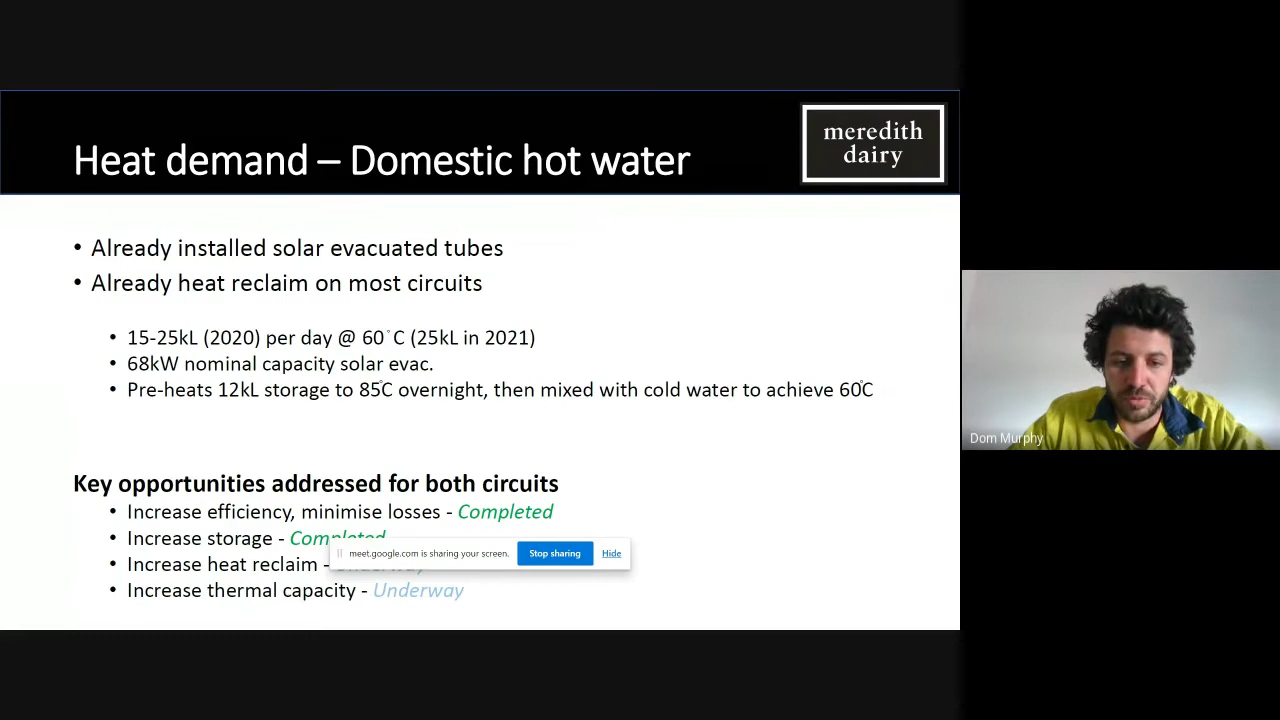 Heat demand – Domestic hot water
meredith
dairy
• Already installed solar evacuated tubes
• Already heat reclaim on most circuits
• 15-25kL (2020) per day @ 60°C (25kL in 2021)
• 68kW nominal capacity solar evac.
• Pre-heats 12kL storage to 85°C overnight, then mixed with cold water to achieve 60°C
Key opportunities addressed for both circuits
• Increase efficiency, minimise losses - Completed
• Increase storage - Completed
meet.google.com is sharing your screen. Stop sharing Hide
• Increase heat reclaim - Underway
• Increase thermal capacity - Underway
Dom Murphy